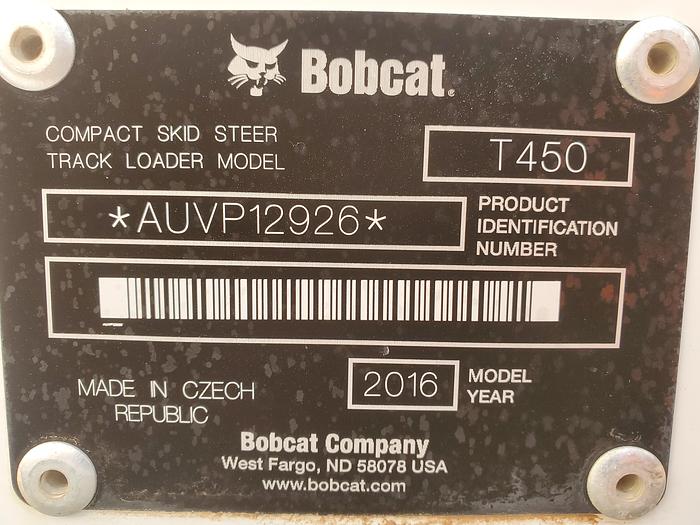 Bobcat.
COMPACT SKID STEER
TRACK LOADER MODEL
T450
*AUVP12926*
PRODUCT
IDENTIFICATION
NUMBER
MADE IN CZECH
REPUBLIC
2016
MODEL
YEAR
Bobcat Company
West Fargo, ND 58078 USA
www.bobcat.com